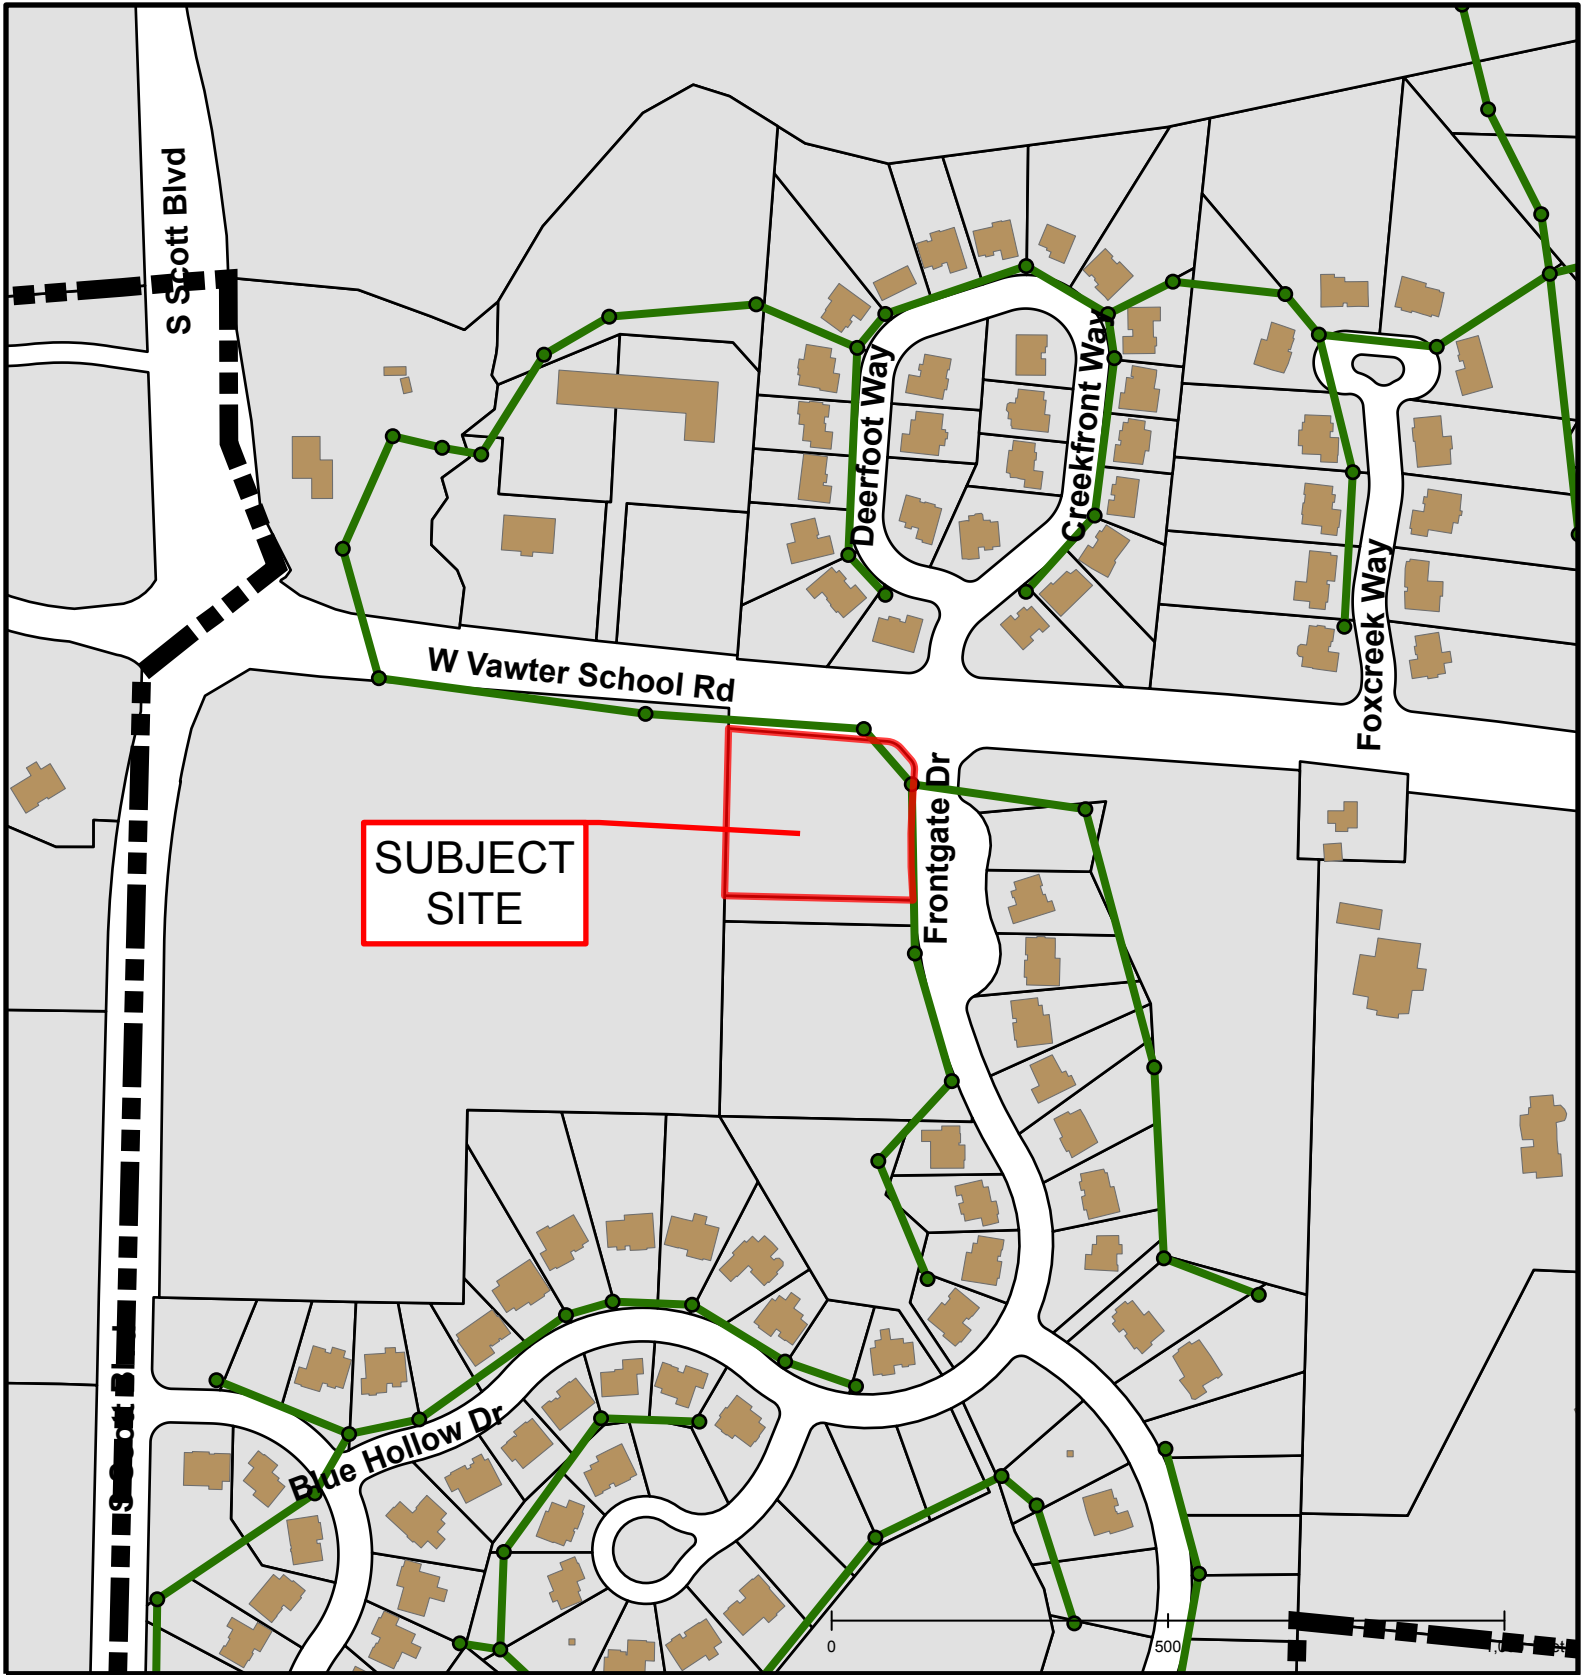 S Scott Blvd
Deerfoot Way
Creekfront Way
Foxcreek Way
W Vawter School Rd
Frontgate Dr
SUBJECT
SITE
Blue Hollow Dr
0
500